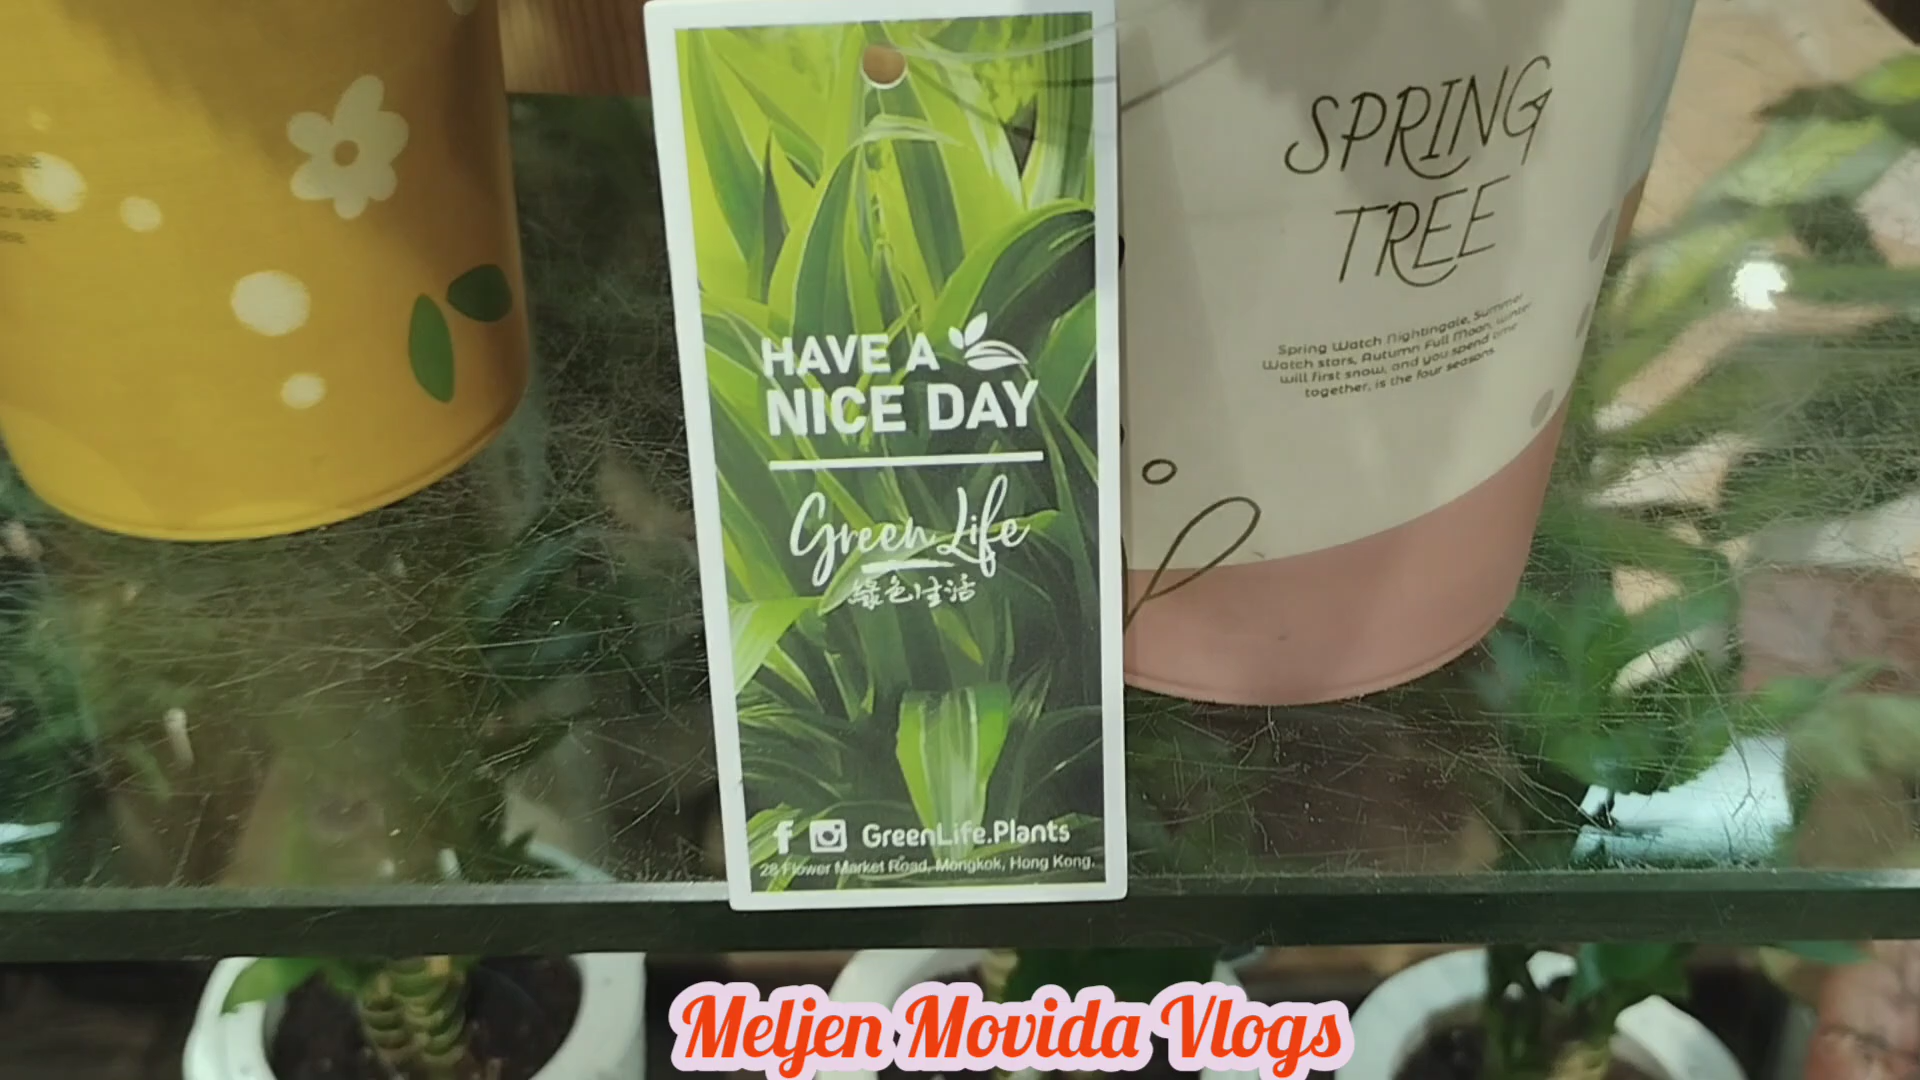 HAVE A
NICE DAY
Green Life
綠色生活
GreenLife.Plants
28 Flower Market Road, Mongkok, Hong Kong.
SPRING
TREE
Spring Watch Nightingale, Summer
Watch stars, Autumn Full Moon, winter
will first snow, and you spend time
together, is the four seasons
see
Meljen Movida Vlogs